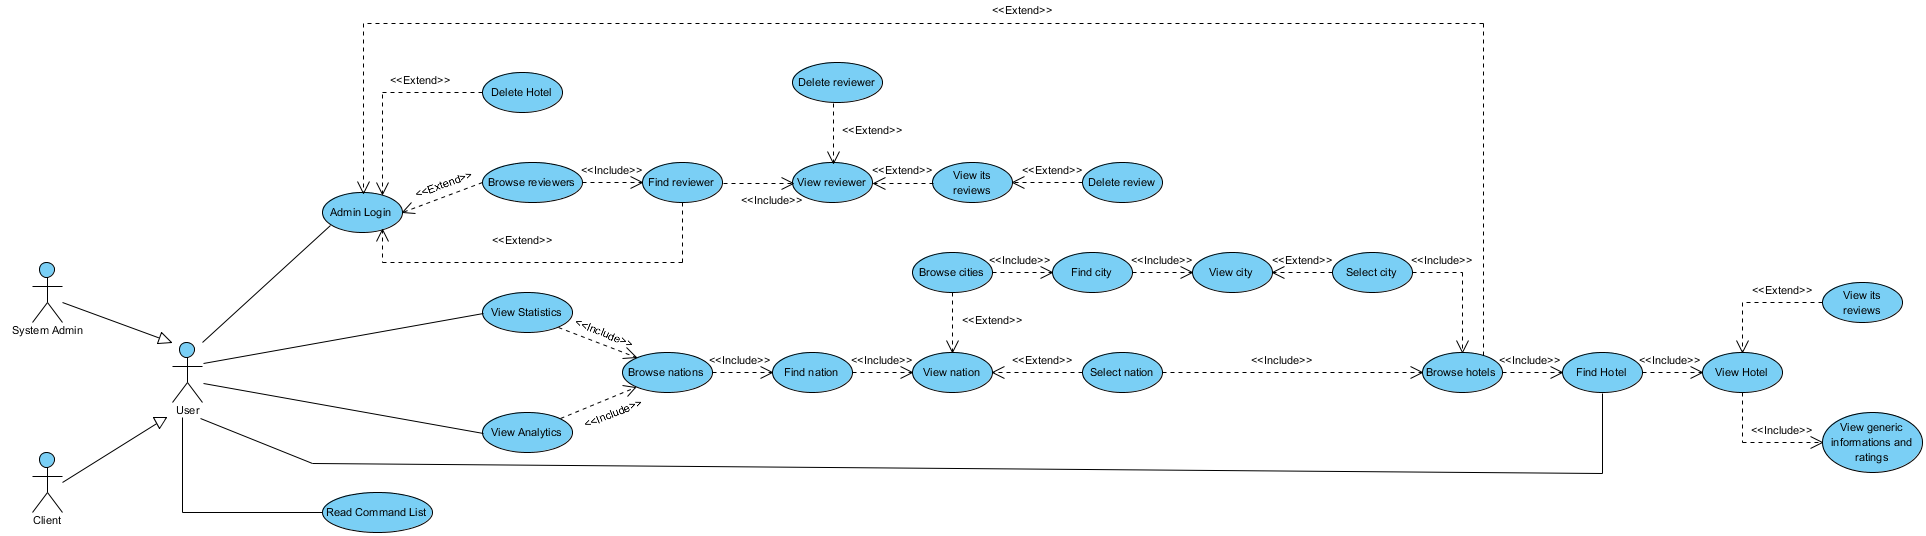 <<Extend>>
<<Extend>>
Delete Hotel
Delete reviewer
<<Extend>>
<<Extend>>
Browse reviewers
<<Include>>
Find reviewer
<<Include>>
View reviewer
<<Extend>>
View its
reviews
<<Extend>>
Delete review
Admin Login
<<Extend>>
System Admin
User
Client
View Statistics
<<Include>>
View Analytics
<<Include>>
Browse nations
<<Include>>
Find nation
<<Include>>
View nation
<<Extend>>
Select nation
<<Include>>
Browse cities
<<Include>>
Find city
<<Include>>
View city
<<Extend>>
Select city
<<Include>>
<<Extend>>
Browse hotels
<<Include>>
Find Hotel
<<Include>>
View Hotel
<<Extend>>
View its
reviews
<<Include>>
View generic
informations and
ratings
Read Command List